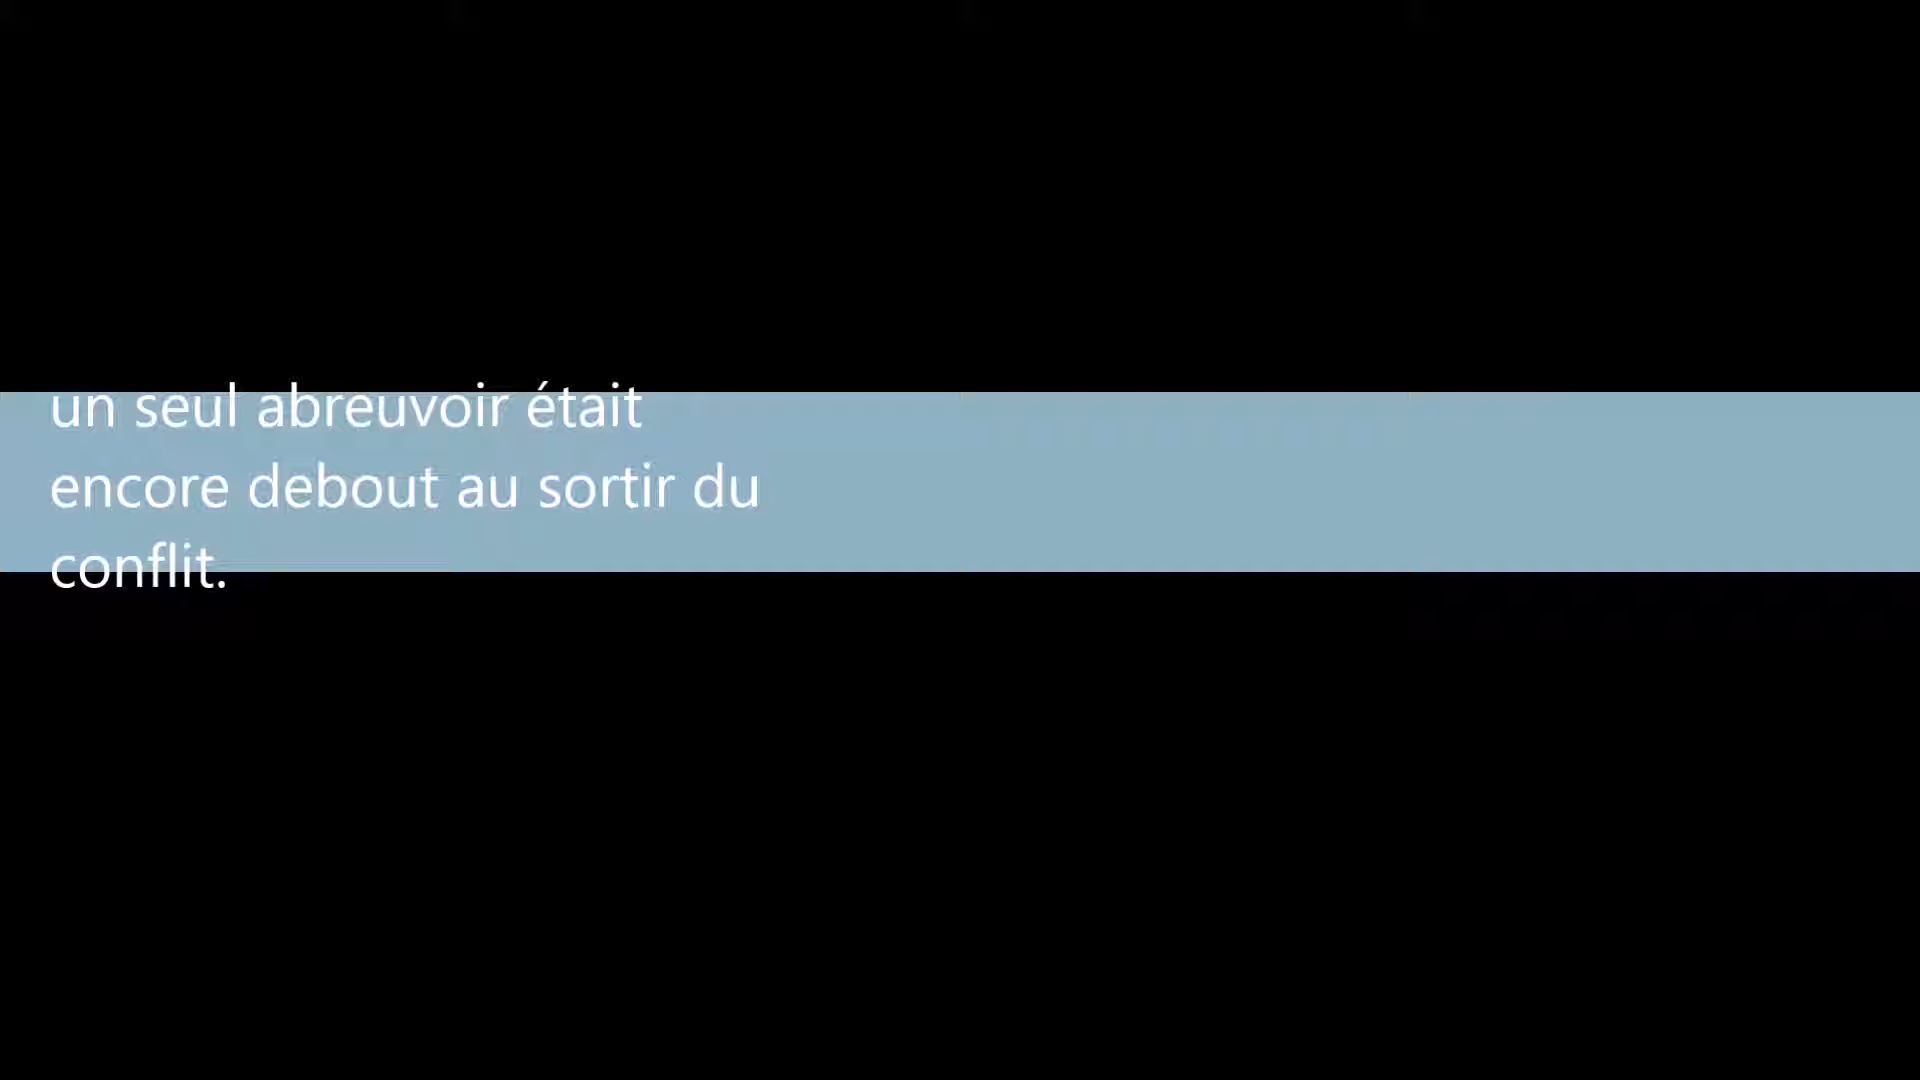 un seul abreuvoir était
encore debout au sortir du
conflit.